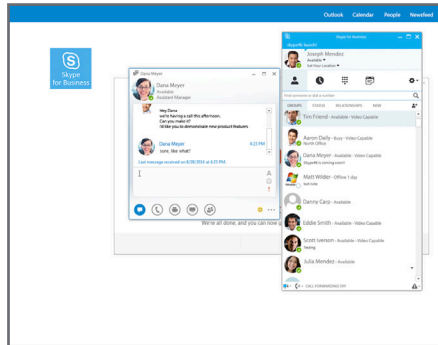 Outlook Calendar People Newsfeed
Skype
for Business
Dana Meyer
Dana Meyer
Available
Assistant Manager
Hey Dana
we're having a call this afternoon.
Can you make it?
I'd like you to demonstrate new product features
Dana Meyer 4:23 PM
sure, like what?
Last message received on 8/28/2014 at 4:23 PM.
We're all done, and you can now
Skype for Business
Joseph Mendez
Available
Set Your Location
Find someone or dial a number
GROUPS STATUS RELATIONSHIPS NEW
Tim Friend - Available - Video Capable
Aaron Daily - Busy - Video Capable
North Office
Dana Meyer - Available - Video Capable
Matt Wilder - Offline 1 day
Danny Carp - Available
Eddie Smith - Available - Video Capable
Scott Iverson - Available - Video Capable
Testing
Julia Mendez - Available
CALL FORWARDING OFF